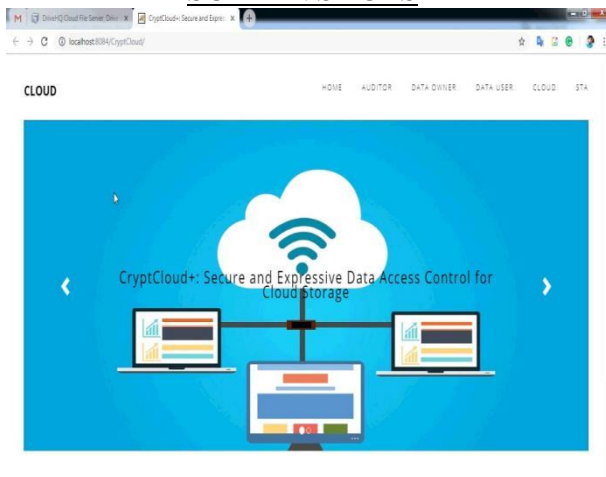 DriveHQ Cloud File Server, Drive
CryptCloud+: Secure and Expres
localhost:8084/CryptCloud/
CLOUD
HOME AUDITOR DATA OWNER DATA USER CLOUD STA
CryptCloud+: Secure and Expressive Data Access Control for
Cloud Storage